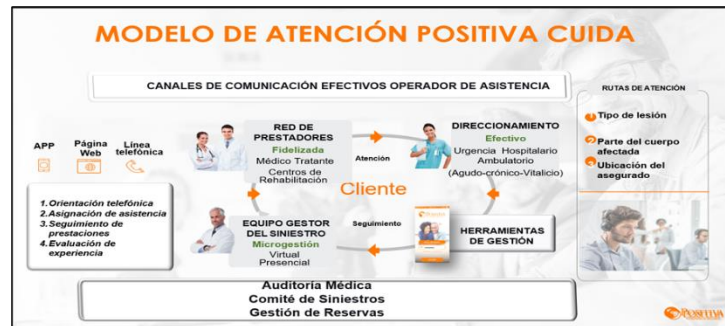 MODELO DE ATENCIÓN POSITIVA CUIDA
CANALES DE COMUNICACIÓN EFECTIVOS OPERADOR DE ASISTENCIA
APP
Página
Web
Línea
telefónica
1.Orientación telefónica
2.Asignación de asistencia
3.Seguimiento de
prestaciones
4.Evaluación de
experiencia
RED DE
PRESTADORES
Fidelizada
Médico Tratante
Centros de
Rehabilitación
Atención
DIRECCIONAMIENTO
Efectivo
Urgencia Hospitalario
Ambulatorio
(Agudo-crónico-Vitalicio)
Cliente
EQUIPO GESTOR
DEL SINIESTRO
Microgestión
Virtual
Presencial
Seguimiento
HERRAMIENTAS
DE GESTIÓN
Auditoría Médica
Comité de Siniestros
Gestión de Reservas
RUTAS DE ATENCIÓN
1 Tipo de lesión
2 Parte del cuerpo
afectada
3 Ubicación del
asegurado
POSITIVA